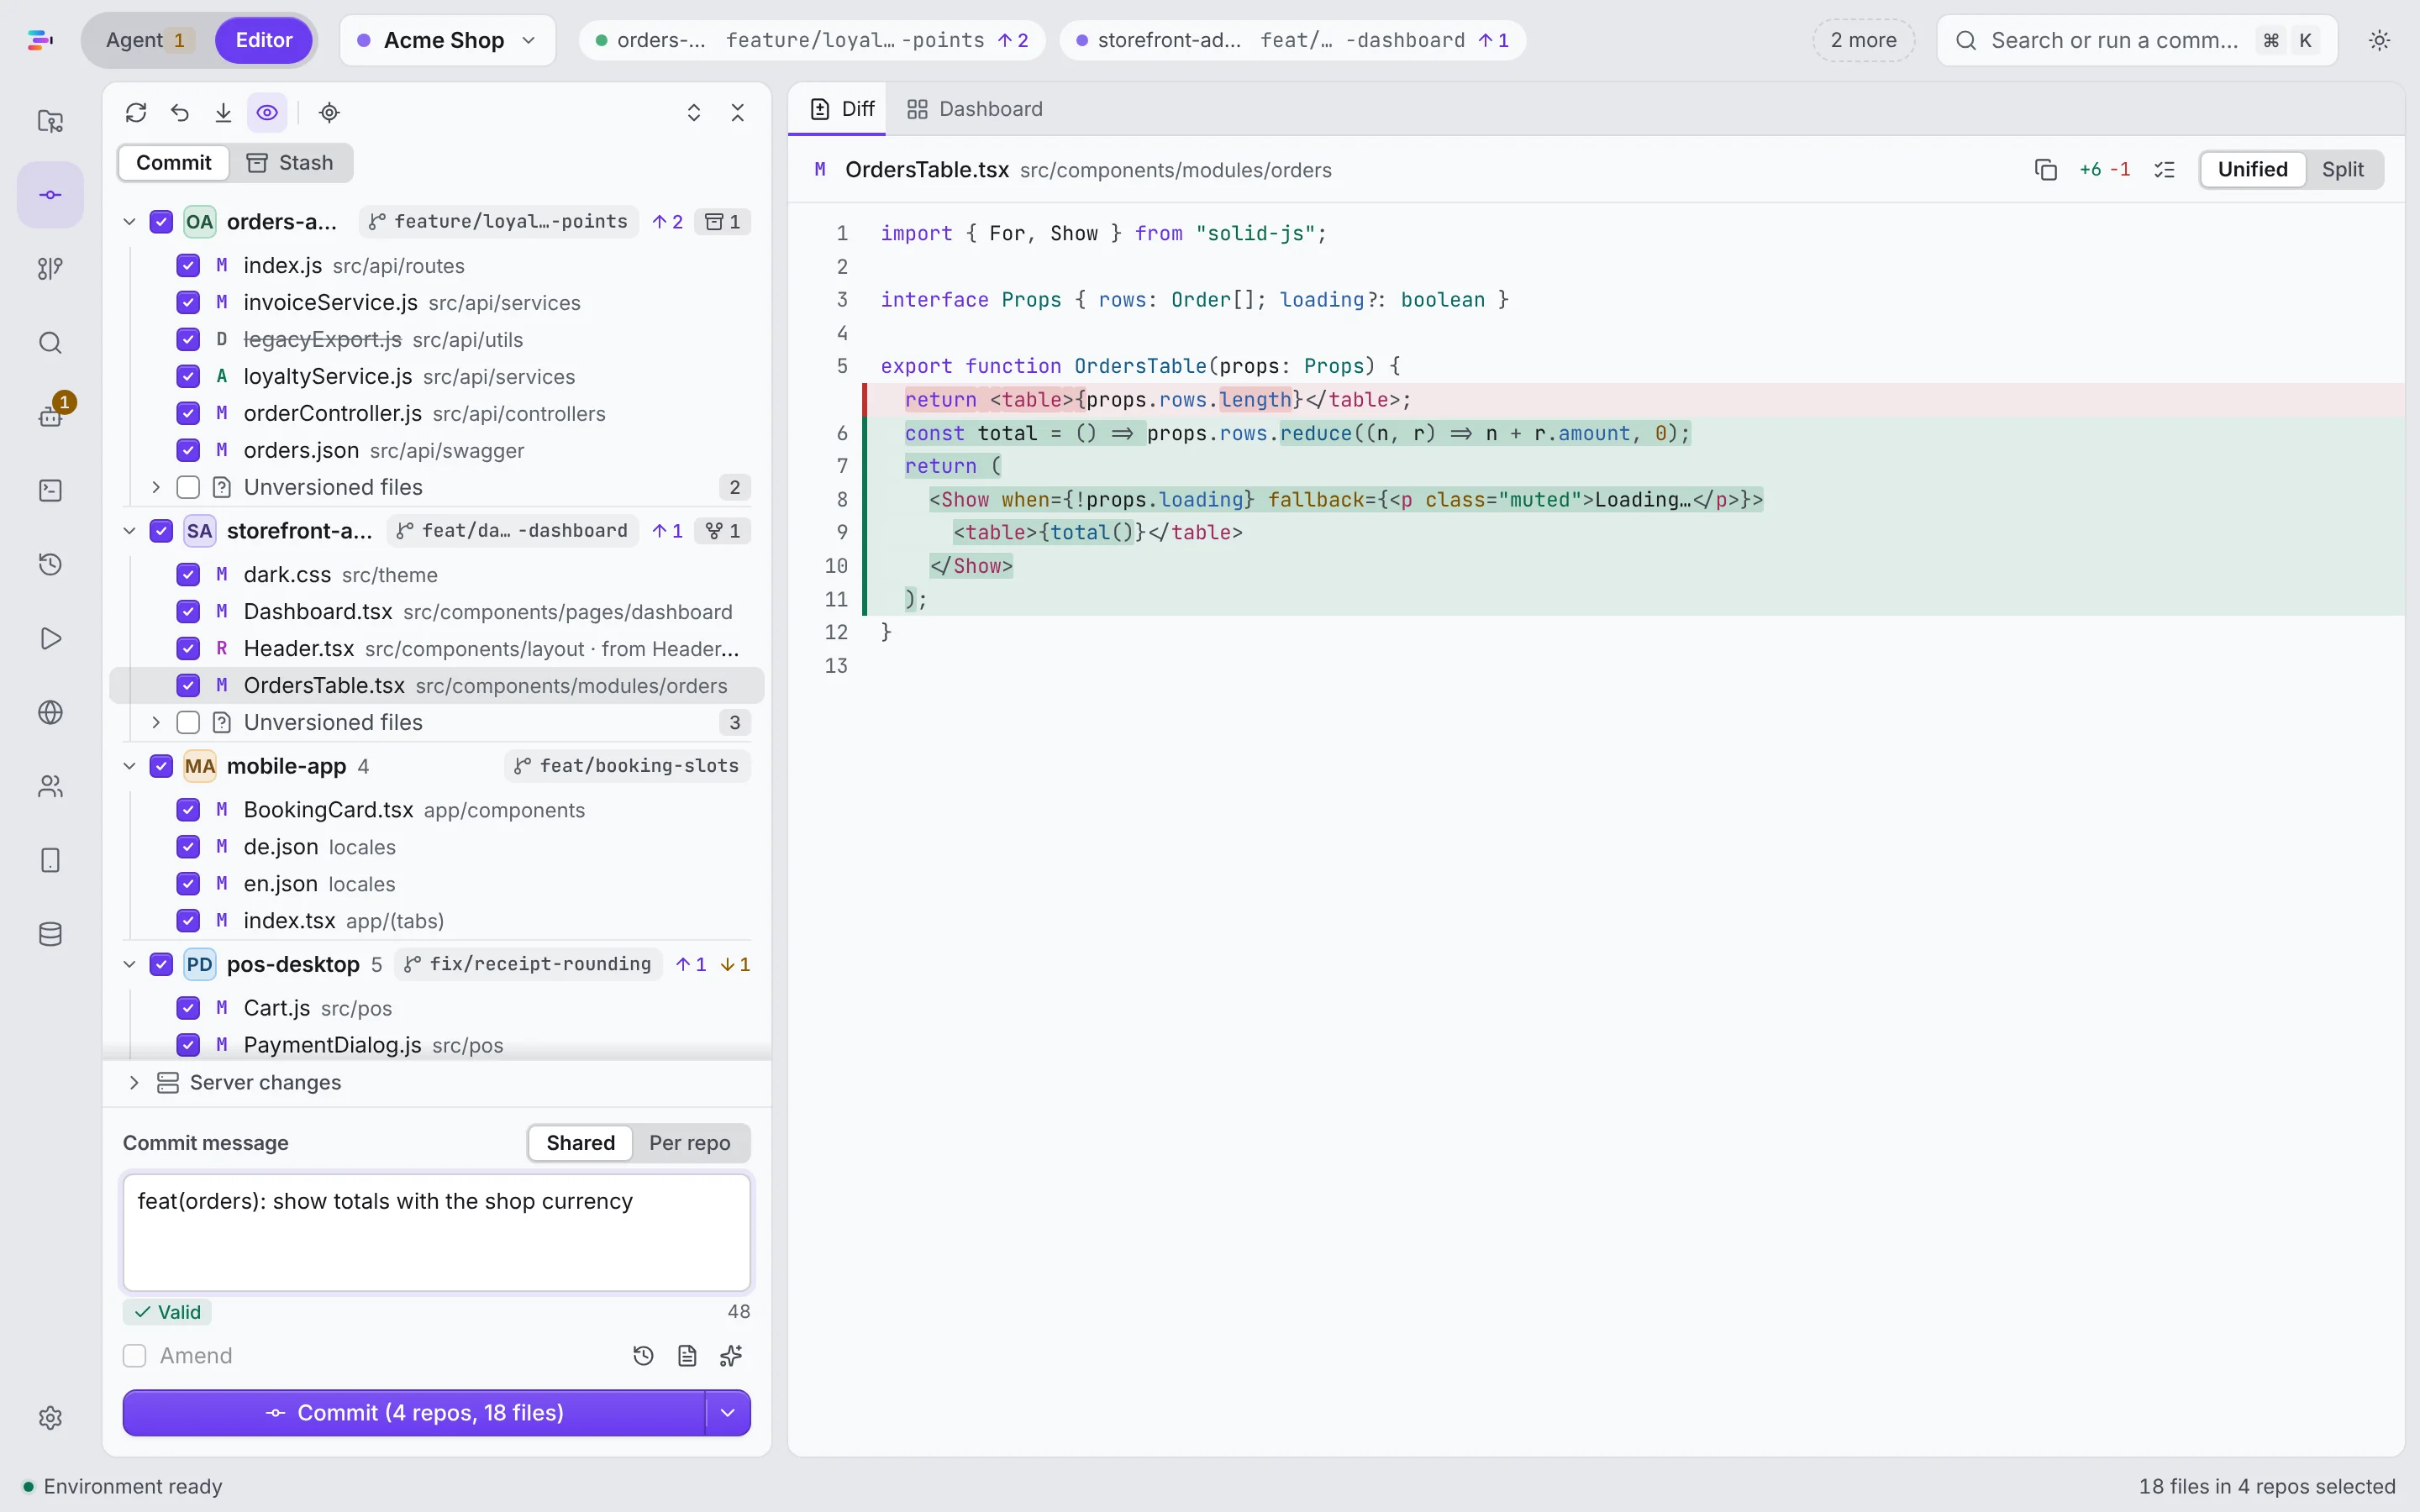 Agent 1 Editor Acme Shop orders-... feature/loyal…-points ↑2 storefront-ad... feat/… -dashboard ↑1 2 more Search or run a comm... ⌘ K
Commit Stash
OA orders-a... feature/loyal…-points ↑2 1
M index.js src/api/routes
M invoiceService.js src/api/services
D legacyExport.js src/api/utils
A loyaltyService.js src/api/services
M orderController.js src/api/controllers
M orders.json src/api/swagger
Unversioned files 2
SA storefront-a... feat/da… -dashboard ↑1 1
M dark.css src/theme
M Dashboard.tsx src/components/pages/dashboard
R Header.tsx src/components/layout · from Header...
M OrdersTable.tsx src/components/modules/orders
Unversioned files 3
MA mobile-app 4 feat/booking-slots
M BookingCard.tsx app/components
M de.json locales
M en.json locales
M index.tsx app/(tabs)
PD pos-desktop 5 fix/receipt-rounding ↑1 ↓1
M Cart.js src/pos
M PaymentDialog.js src/pos
Server changes
Commit message Shared Per repo
feat(orders): show totals with the shop currency
Valid 48
Amend
Commit (4 repos, 18 files)
Diff Dashboard
M OrdersTable.tsx src/components/modules/orders +6 -1 Unified Split
1 import { For, Show } from "solid-js";
2
3 interface Props { rows: Order[]; loading?: boolean }
4
5 export function OrdersTable(props: Props) {
return <table>{props.rows.length}</table>;
6 const total = () => props.rows.reduce((n, r) => n + r.amount, 0);
7 return (
8 <Show when={!props.loading} fallback={<p class="muted">Loading…</p>}>
9 <table>{total()}</table>
10 </Show>
11 );
12 }
13
1
Environment ready 18 files in 4 repos selected